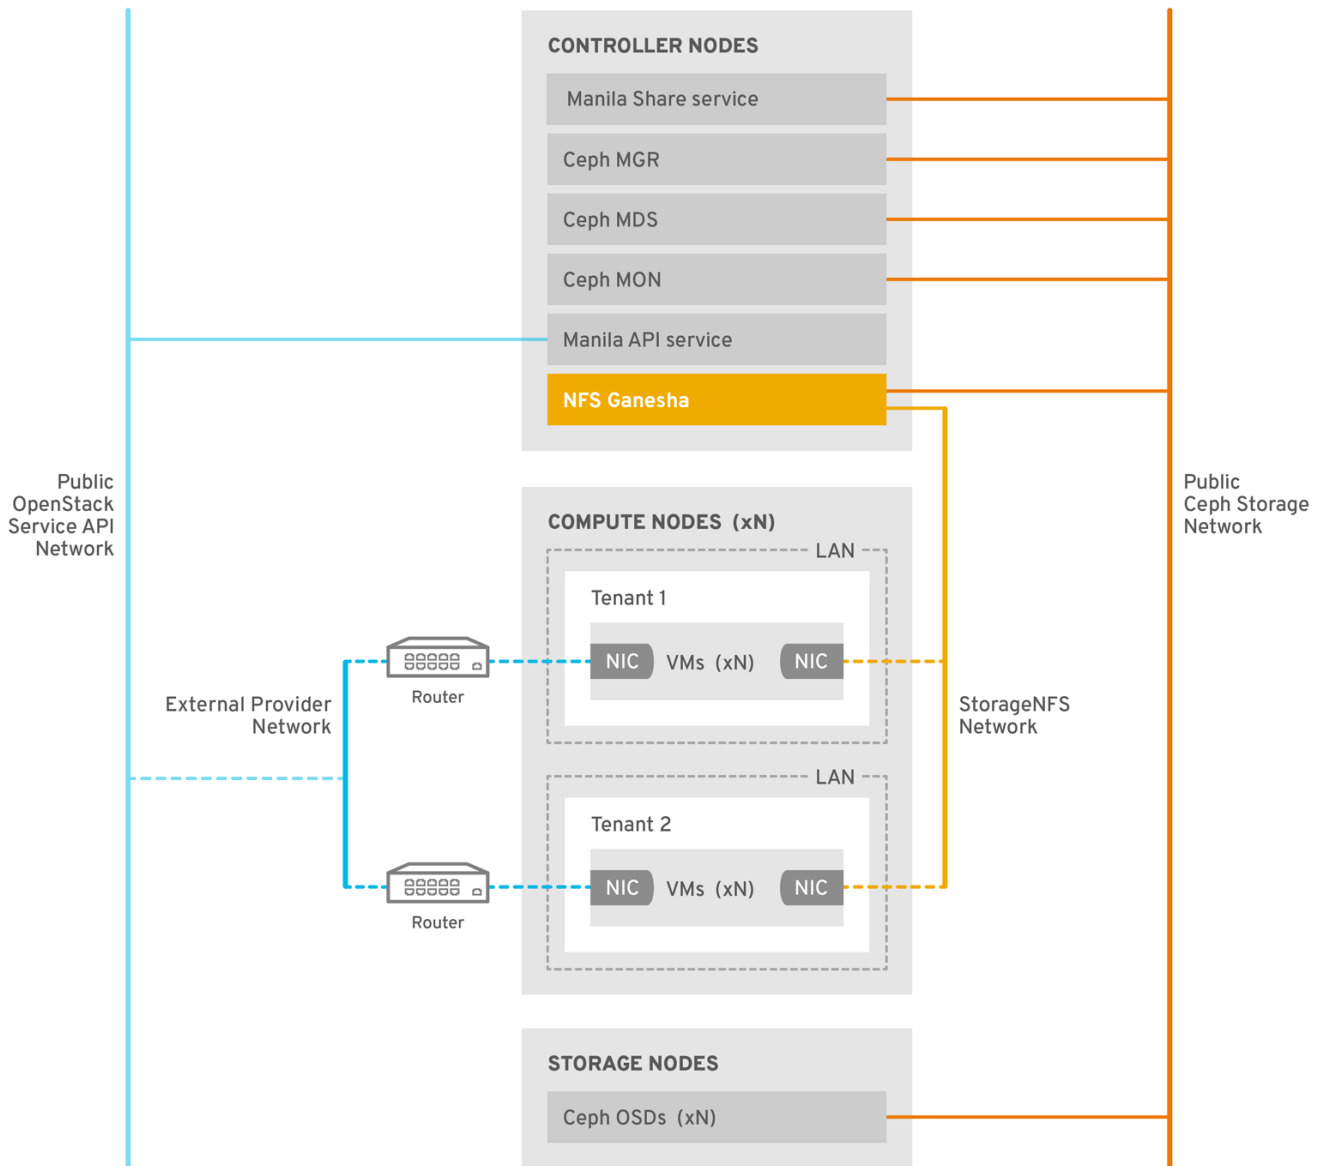 CONTROLLER NODES
Manila Share service
Ceph MGR
Ceph MDS
Ceph MON
Manila API service
NFS Ganesha
Public
OpenStack
Service API
Network
Public
Ceph Storage
Network
COMPUTE NODES (xN)
LAN
Tenant 1
NIC
VMs (xN)
NIC
Router
External Provider
Network
StorageNFS
Network
LAN
Tenant 2
NIC
VMs (xN)
NIC
Router
STORAGE NODES
Ceph OSDs (xN)